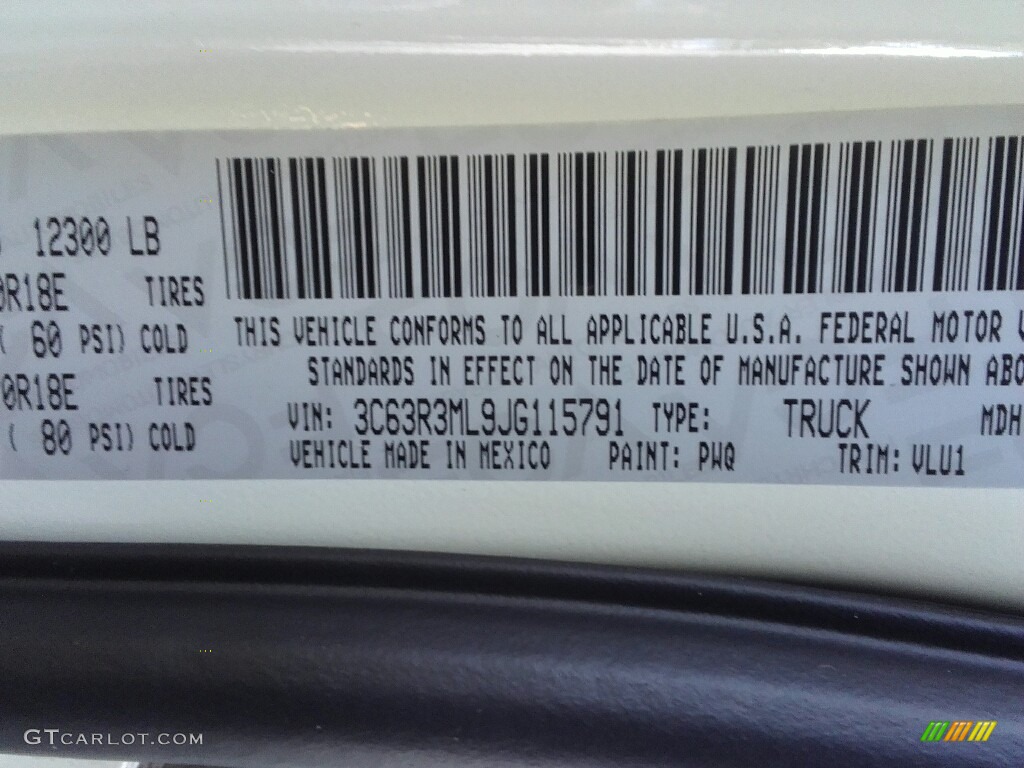 12300 LB
0R18E TIRES
( 60 PSI) COLD
0R18E TIRES
( 80 PSI) COLD
THIS VEHICLE CONFORMS TO ALL APPLICABLE U.S.A. FEDERAL MOTOR
STANDARDS IN EFFECT ON THE DATE OF MANUFACTURE SHOWN ABO
VIN: 3C63R3ML9JG115791 TYPE: TRUCK MDH
VEHICLE MADE IN MEXICO PAINT: PWQ TRIM: VLU1
GTCARLOT.COM